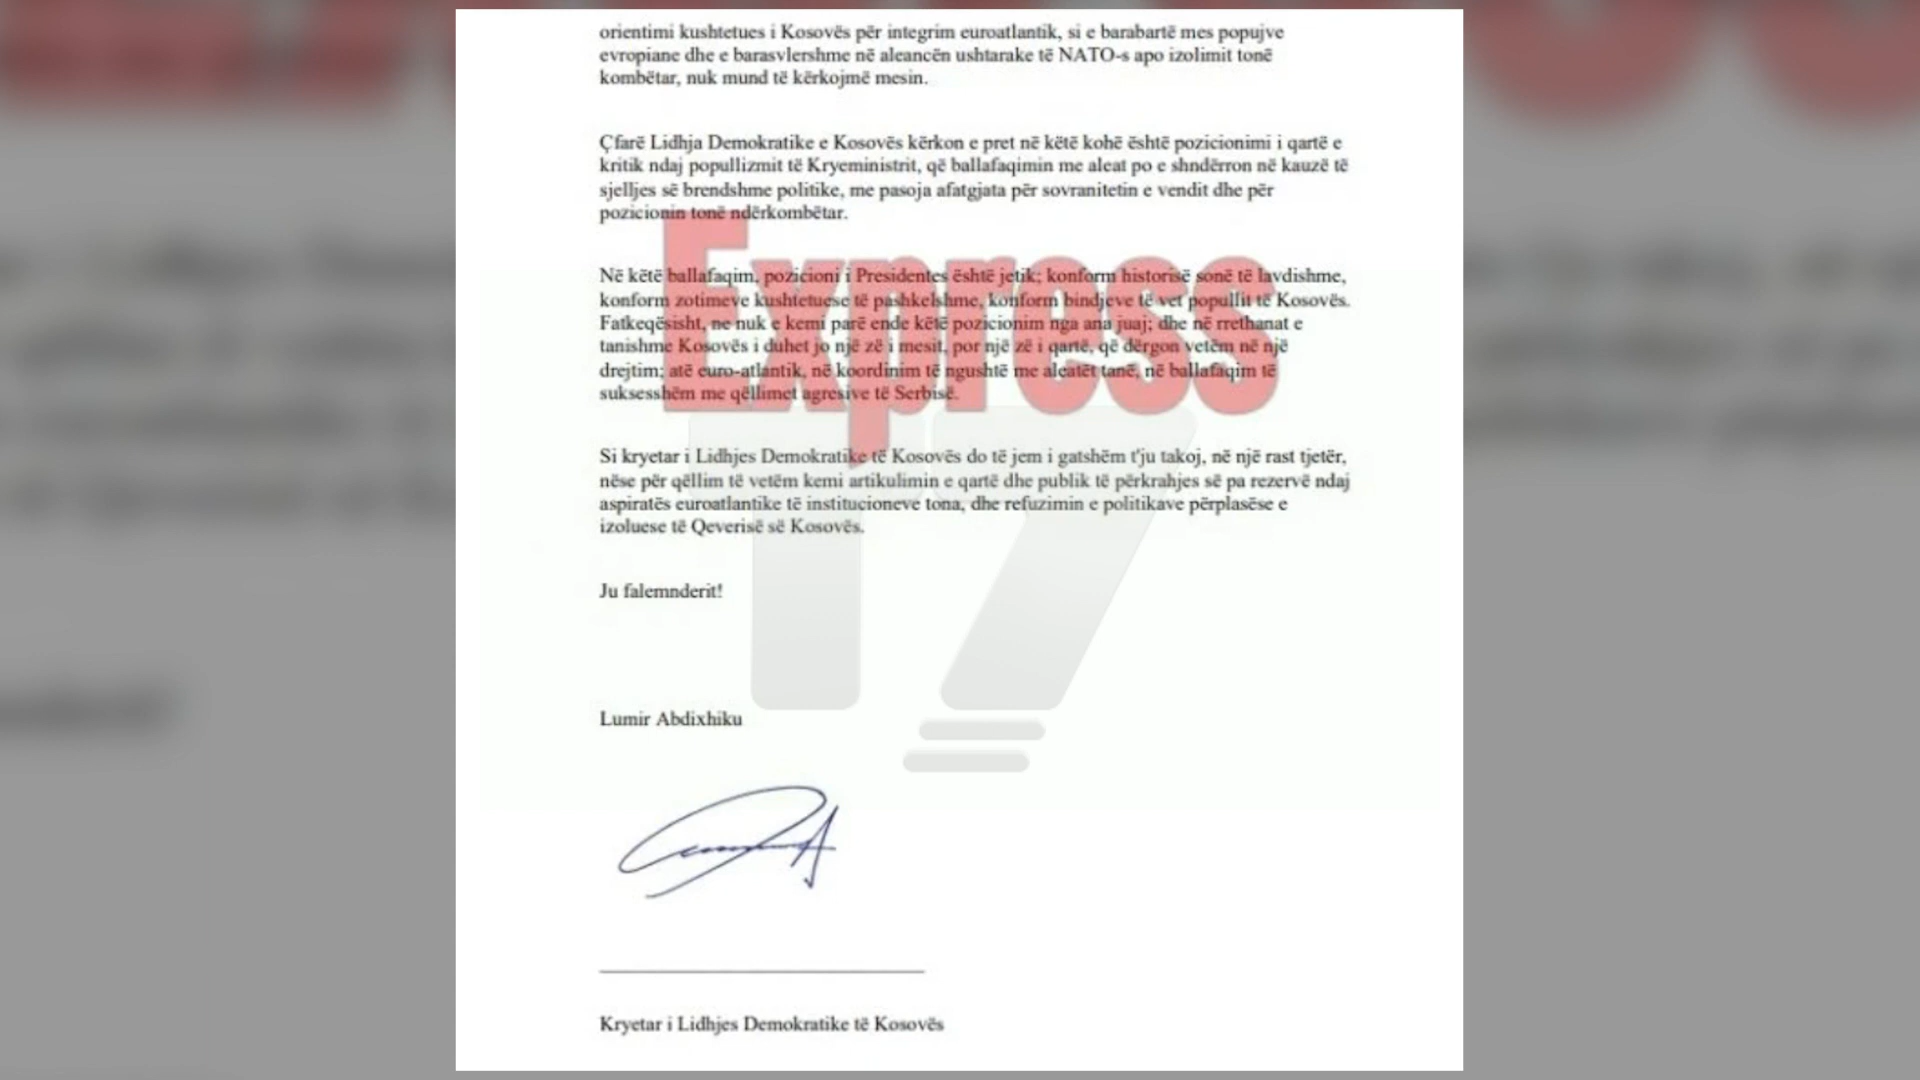 orientimi kushtetues i Kosovës për integrim euroatlantik, si e barabartë mes popujve
evropiane dhe e barasvlershme në aleancën ushtarake të NATO-s apo izolimit tonë
kombëtar, nuk mund të kërkojmë mesin.
Çfarë Lidhja Demokratike e Kosovës kërkon e pret në këtë kohë është pozicionimi i qartë e
kritik ndaj popullizmit të Kryeministrit, që ballafaqimin me aleat po e shndërron në kauzë të
sjelljes së brendshme politike, me pasoja afatgjata për sovranitetin e vendit dhe për
pozicionin tonë ndërkombëtar.
Në këtë ballafaqim, pozicioni i Presidentes është jetik; konform historisë sonë të lavdishme,
konform zotimeve kushtetuese të pashkelshme, konform bindjeve të vet popullit të Kosovës.
Fatkeqësisht, ne nuk e kemi parë ende këtë pozicionim nga ana juaj; dhe në rrethanat e
tanishme Kosovës i duhet jo një zë i mesit, por një zë i qartë, që dërgon vetëm në një
drejtim; atë euro-atlantik, në koordinim të ngushtë me aleatët tanë, në ballafaqim të
suksesshëm me qëllimet agresive të Serbisë.
Express
Si kryetar i Lidhjes Demokratike të Kosovës do të jem i gatshëm t'ju takoj, në një rast tjetër,
nëse për qëllim të vetëm kemi artikulimin e qartë dhe publik të përkrahjes së pa rezervë ndaj
aspiratës euroatlantike të institucioneve tona, dhe refuzimin e politikave përplasëse e
izoluese të Qeverisë së Kosovës.
Ju falemnderit!
Lumir Abdixhiku
Kryetar i Lidhjes Demokratike të Kosovës